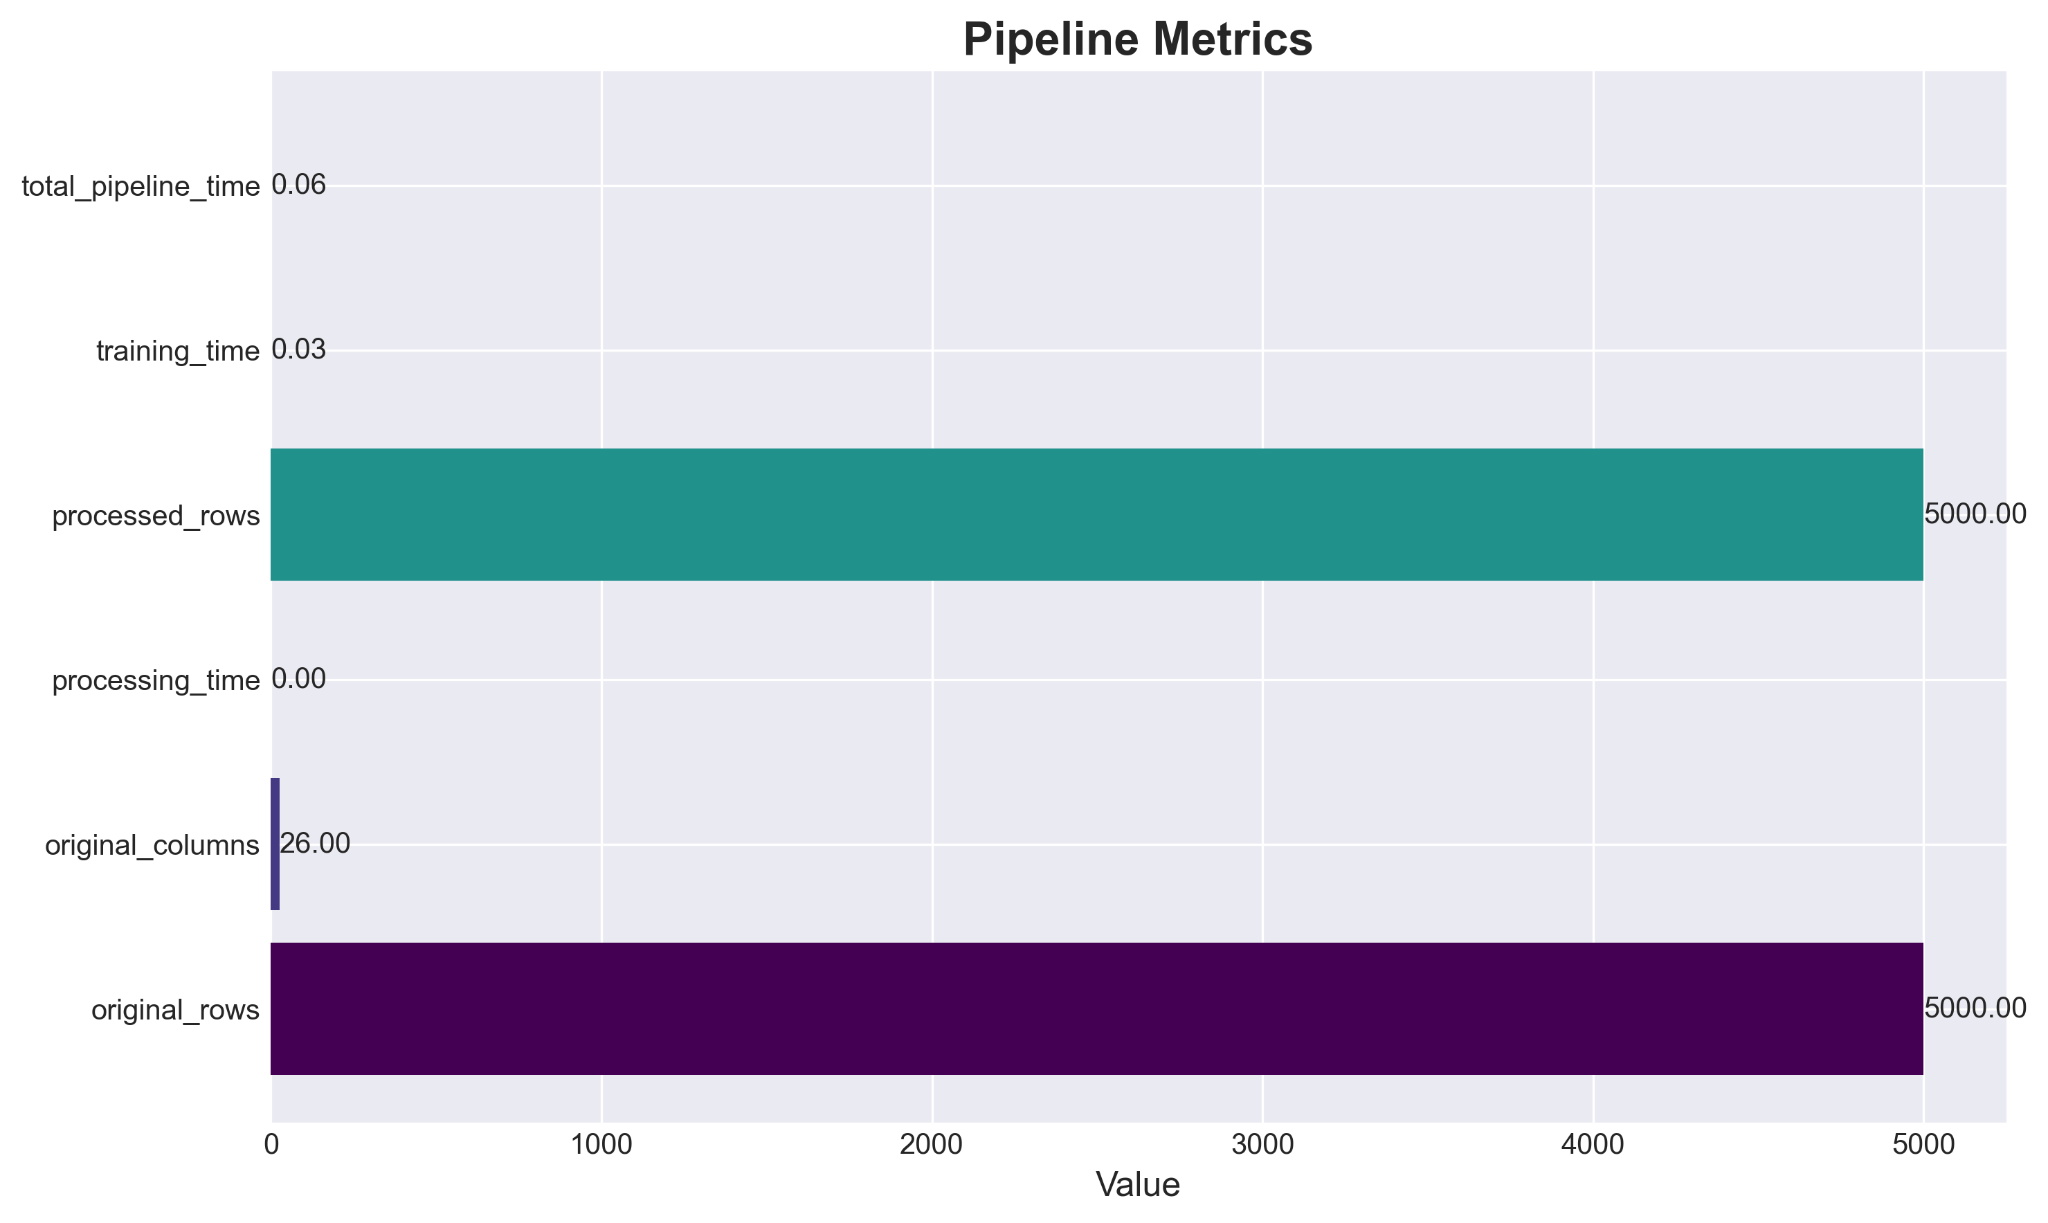 Pipeline Metrics
total_pipeline_time 0.06
training_time 0.03
processed_rows 5000.00
processing_time 0.00
original_columns 26.00
original_rows 5000.00
0 1000 2000 3000 4000 5000
Value